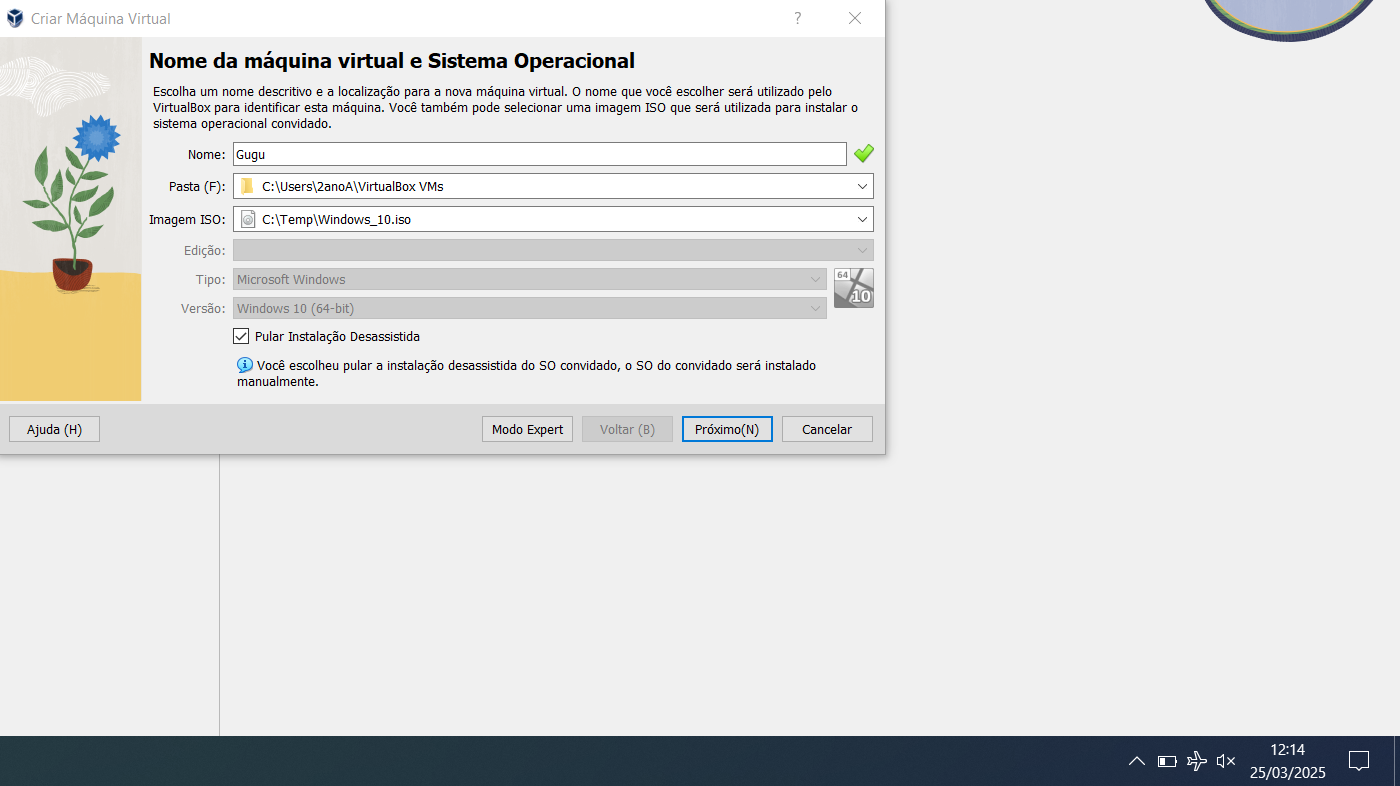 Criar Máquina Virtual
?
Nome da máquina virtual e Sistema Operacional
Escolha um nome descritivo e a localização para a nova máquina virtual. O nome que você escolher será utilizado pelo
VirtualBox para identificar esta máquina. Você também pode selecionar uma imagem ISO que será utilizada para instalar o
sistema operacional convidado.
Nome: Gugu
Pasta (F): C:\Users\2anoA\VirtualBox VMs
Imagem ISO: C:\Temp\Windows_10.iso
Edição:
Tipo: Microsoft Windows
64
10
Versão: Windows 10 (64-bit)
Pular Instalação Desassistida
Você escolheu pular a instalação desassistida do SO convidado, o SO do convidado será instalado
manualmente.
Ajuda (H) Modo Expert Voltar (B) Próximo(N) Cancelar
12:14
25/03/2025